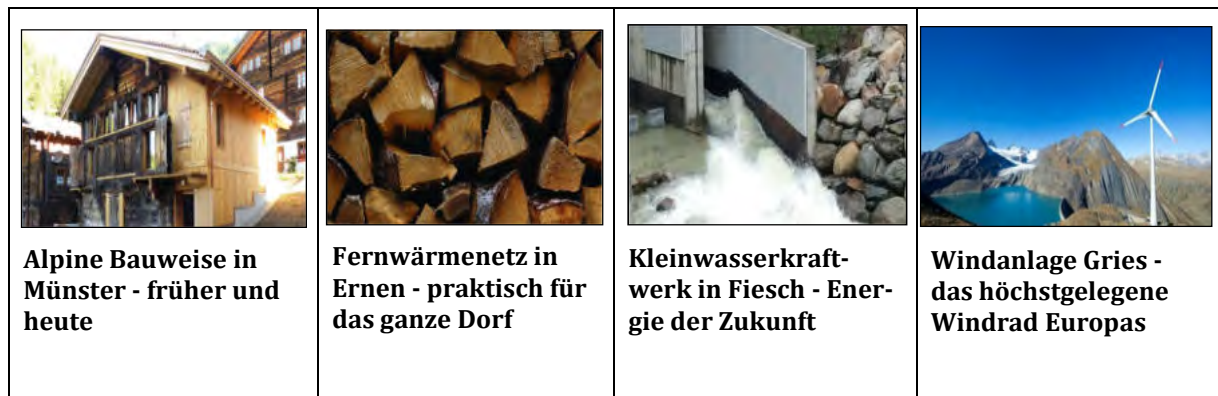 Alpine Bauweise in
Münster - früher und
heute
Fernwärmenetz in
Ernen - praktisch für
das ganze Dorf
Kleinwasserkraft-
werk in Fiesch - Ener-
gie der Zukunft
Windanlage Gries -
das höchstgelegene
Windrad Europas